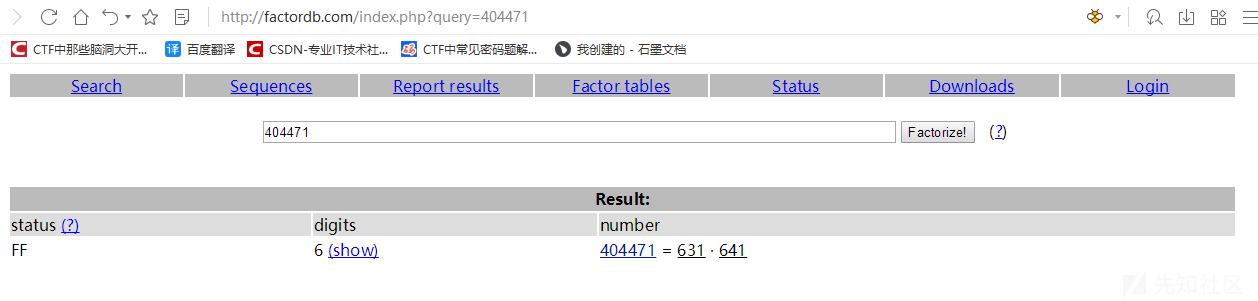 http://factordb.com/index.php?query=404471
CTF中那些脑洞大开... 百度翻译 CSDN-专业IT技术社... CTF中常见密码题解... 我创建的 - 石墨文档
Search Sequences Report results Factor tables Status Downloads Login
404471 Factorize! (?)
Result:
status (?) digits number
FF 6 (show) 404471 = 631 · 641
先知社区